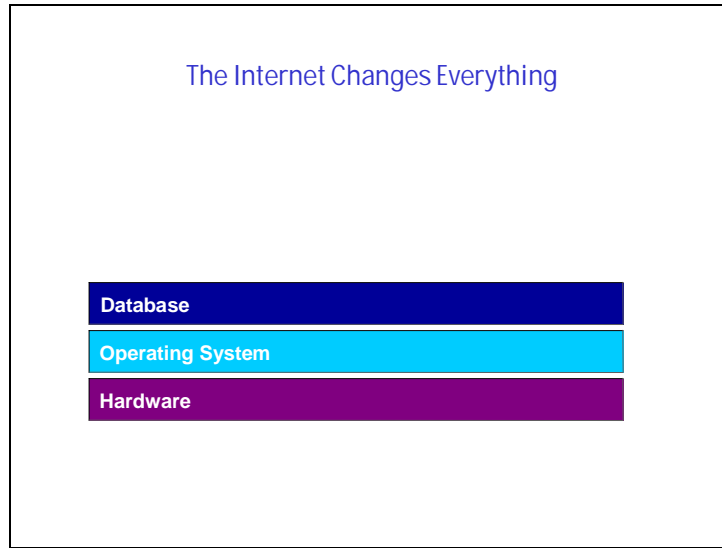 The Internet Changes Everything
Database
Operating System
Hardware